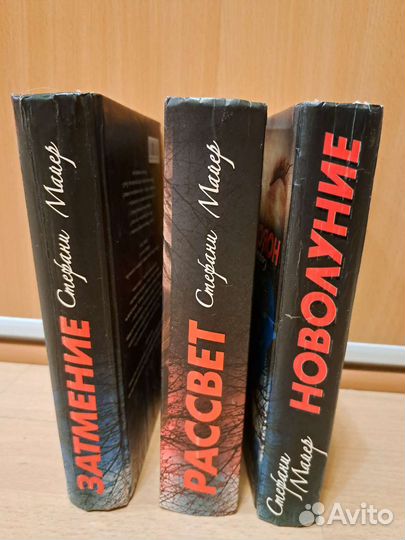 ЗАТМЕНИЕ
Стефани Майер
РАССВЕТ
Стефани Майер
НОВОЛУНИЕ
Стефани
Майер
Avito